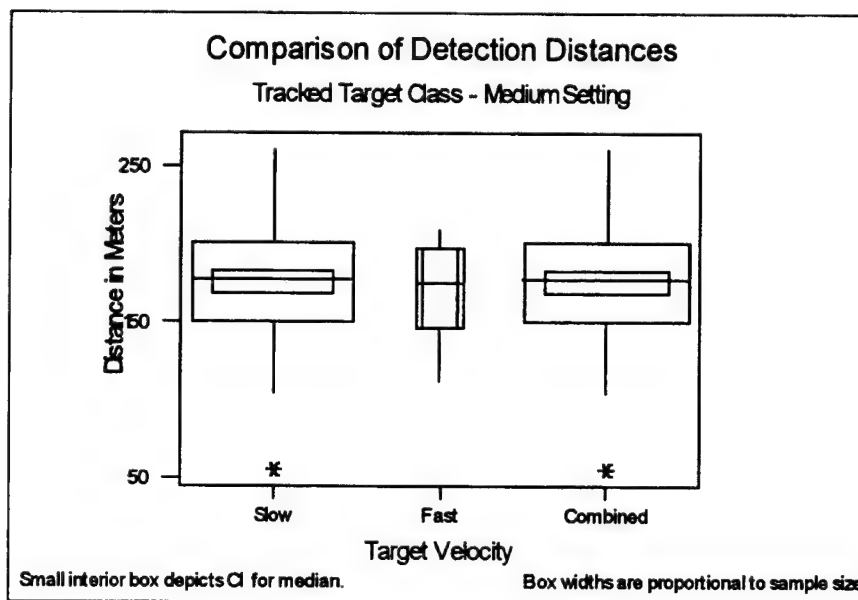 Comparison of Detection Distances
Tracked Target Class - Medium Setting
Distance in Meters
250
150
50
Slow Fast Combined
Target Velocity
Small interior box depicts CI for median. Box widths are proportional to sample size